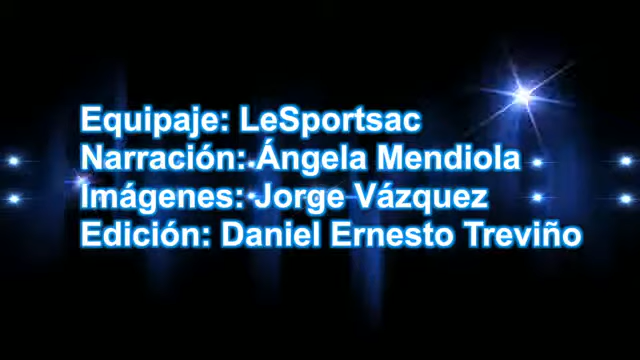 Equipaje: LeSportsac
Narración: Ángela Mendiola
Imágenes: Jorge Vázquez
Edición: Daniel Ernesto Treviño